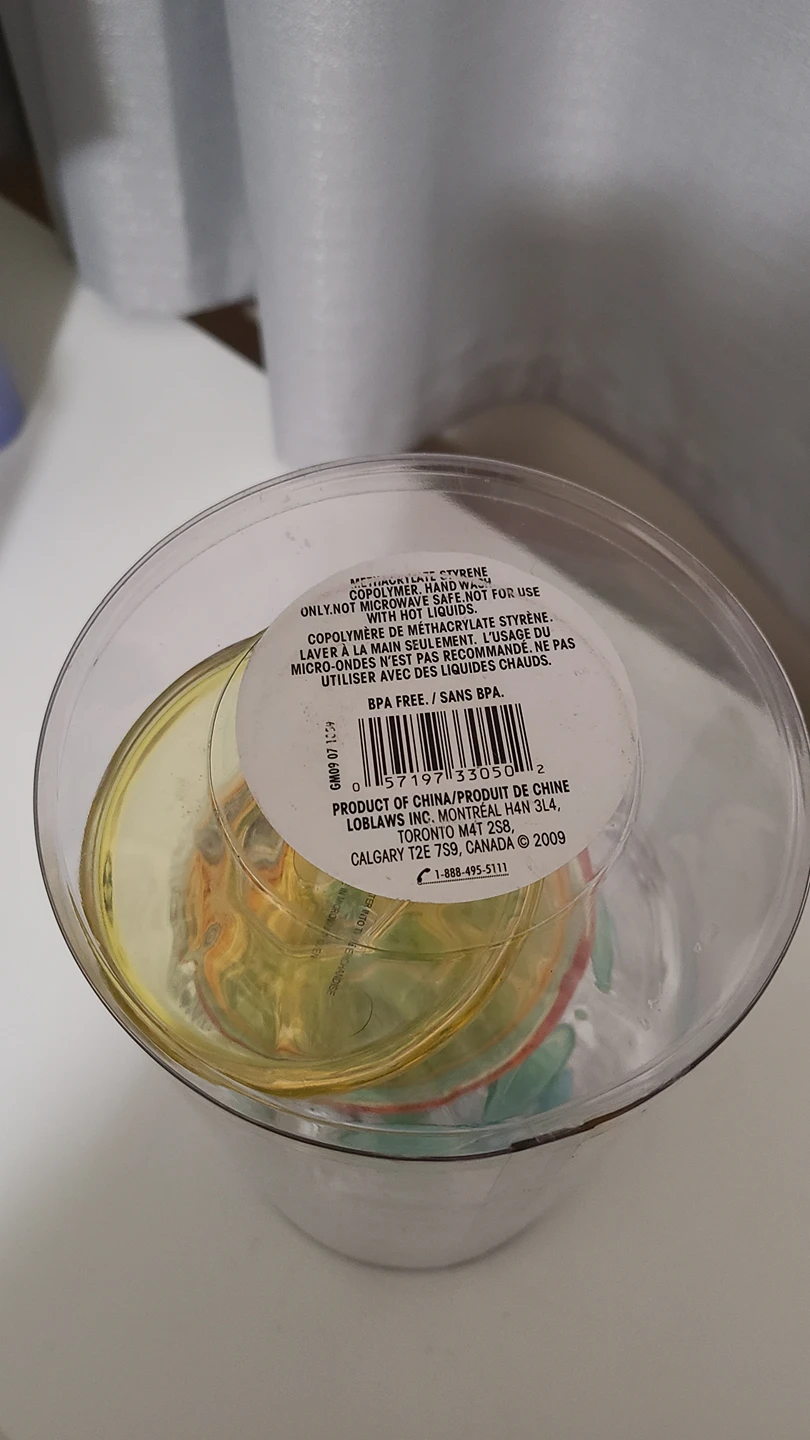 METHACRYLATE STYRENE
COPOLYMER. HAND WASH
ONLY.NOT MICROWAVE SAFE.NOT FOR USE
WITH HOT LIQUIDS.
COPOLYMÈRE DE MÉTHACRYLATE STYRÈNE.
LAVER À LA MAIN SEULEMENT. L'USAGE DU
MICRO-ONDES N'EST PAS RECOMMANDÉ. NE PAS
UTILISER AVEC DES LIQUIDES CHAUDS.
BPA FREE. / SANS BPA.
GM09 07
0 57197 33050 2
PRODUCT OF CHINA/PRODUIT DE CHINE
LOBLAWS INC. MONTRÉAL H4N 3L4,
TORONTO M4T 2S8,
CALGARY T2E 7S9, CANADA © 2009
1-888-495-5111